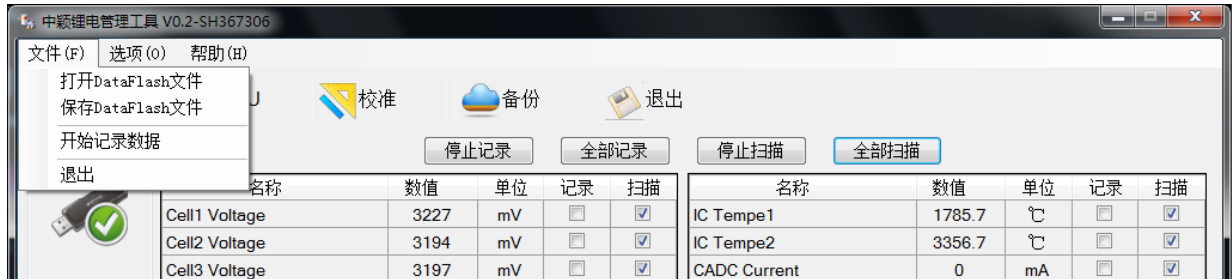 中颖锂电管理工具 V0.2-SH367306
文件(F) 选项(O) 帮助(H)
打开DataFlash文件
保存DataFlash文件
开始记录数据
退出
校准 备份 退出
停止记录 全部记录 停止扫描 全部扫描
名称 数值 单位 记录 扫描 名称 数值 单位 记录 扫描
Cell1 Voltage 3227 mV IC Tempe1 1785.7 ℃
Cell2 Voltage 3194 mV IC Tempe2 3356.7 ℃
Cell3 Voltage 3197 mV CADC Current 0 mA